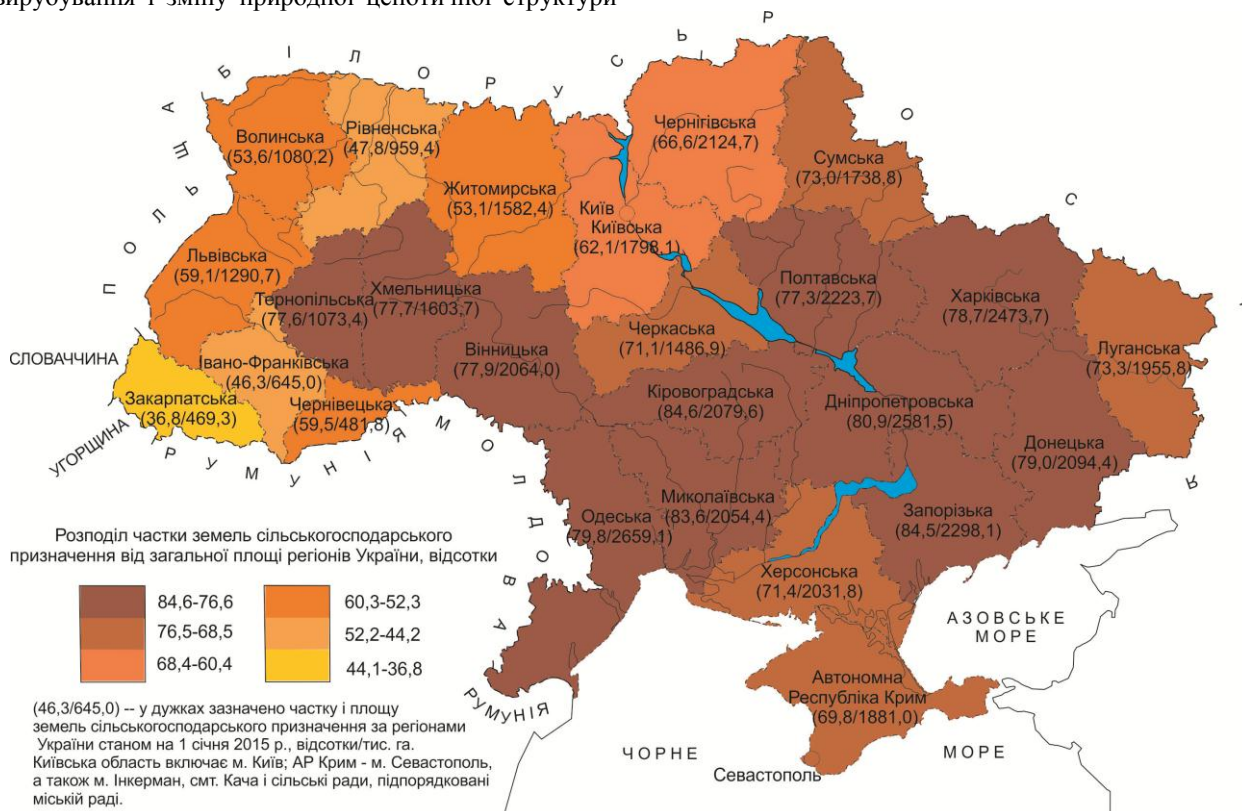 вирубування і зміну природної ценотичної структури
БІЛОРУСЬ
РОСІЯ
ПОЛЬЩА
СЛОВАЧЧИНА
УГОРЩИНА
РУМУНІЯ
МОЛДОВА
РУМУНІЯ
Волинська
(53,6/1080,2)
Рівненська
(47,8/959,4)
Житомирська
(53,1/1582,4)
Київ
Київська
(62,1/1798,1)
Чернігівська
(66,6/2124,7)
Сумська
(73,0/1738,8)
Львівська
(59,1/1290,7)
Тернопільська
(77,6/1073,4)
Хмельницька
(77,7/1603,7)
Вінницька
(77,9/2064,0)
Черкаська
(71,1/1486,9)
Полтавська
(77,3/2223,7)
Харківська
(78,7/2473,7)
Луганська
(73,3/1955,8)
Івано-Франківська
(46,3/645,0)
Закарпатська
(36,8/469,3)
Чернівецька
(59,5/481,8)
Кіровоградська
(84,6/2079,6)
Дніпропетровська
(80,9/2581,5)
Донецька
(79,0/2094,4)
Одеська
(79,8/2659,1)
Миколаївська
(83,6/2054,4)
Запорізька
(84,5/2298,1)
Херсонська
(71,4/2031,8)
Автономна
Республіка Крим
(69,8/1881,0)
Севастополь
АЗОВСЬКЕ
МОРЕ
ЧОРНЕ МОРЕ
Розподіл частки земель сільськогосподарського
призначення від загальної площі регіонів України, відсотки
84,6-76,6
76,5-68,5
68,4-60,4
60,3-52,3
52,2-44,2
44,1-36,8
(46,3/645,0) -- у дужках зазначено частку і площу
земель сільськогосподарського призначення за регіонами
України станом на 1 січня 2015 р., відсотки/тис. га.
Київська область включає м. Київ; АР Крим - м. Севастополь,
а також м. Інкерман, смт. Кача і сільські ради, підпорядковані
міській раді.